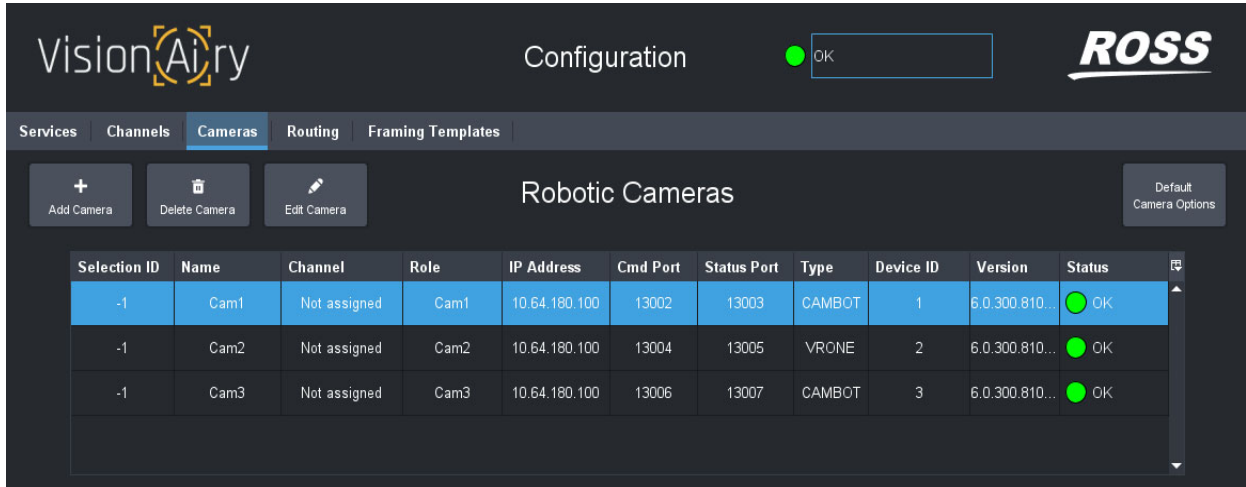 VisionAiry
Configuration
OK
ROSS
Services Channels Cameras Routing Framing Templates
Add Camera
Delete Camera
Edit Camera
Robotic Cameras
Default
Camera Options
Selection ID Name Channel Role IP Address Cmd Port Status Port Type Device ID Version Status
-1 Cam1 Not assigned Cam1 10.64.180.100 13002 13003 CAMBOT 1 6.0.300.810... OK
-1 Cam2 Not assigned Cam2 10.64.180.100 13004 13005 VRONE 2 6.0.300.810... OK
-1 Cam3 Not assigned Cam3 10.64.180.100 13006 13007 CAMBOT 3 6.0.300.810... OK